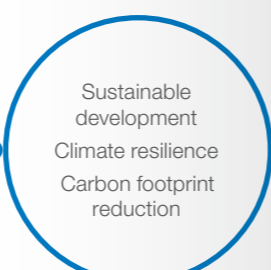 Sustainable
development
Climate resilience
Carbon footprint
reduction